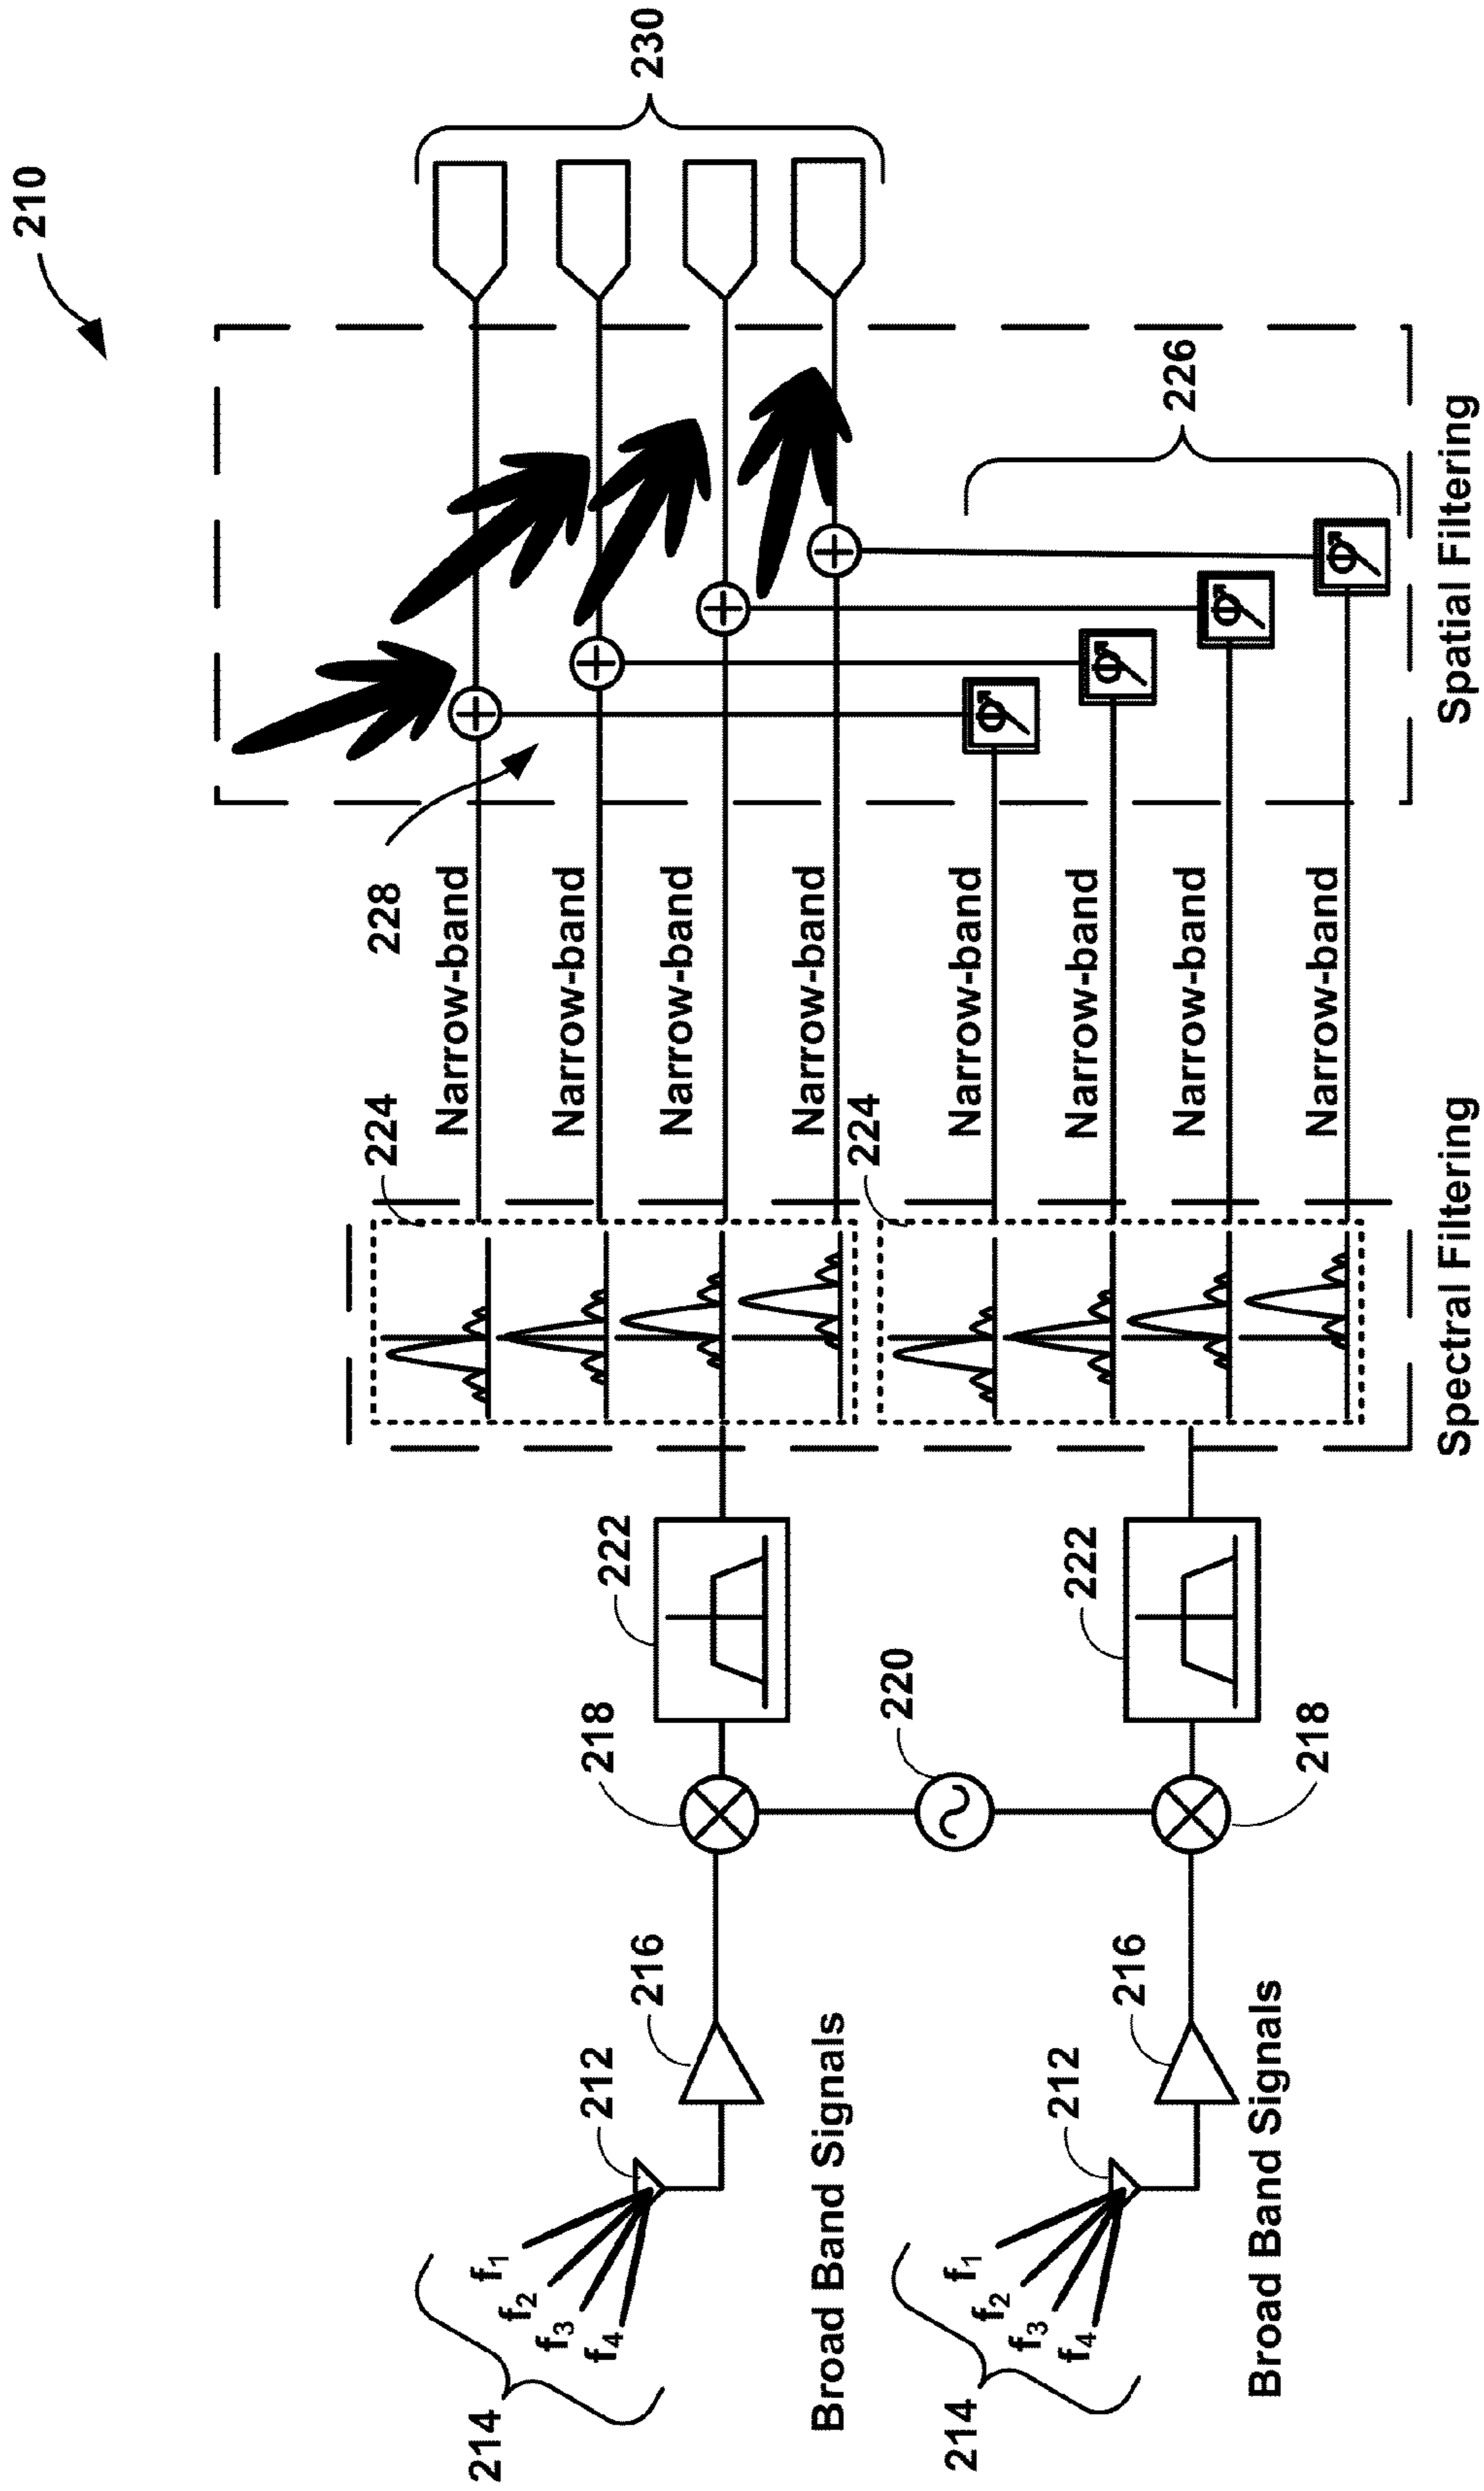 210
214
f1
f2
f3
f4
212
216
Broad Band Signals
218
222
224
Narrow-band
Narrow-band
Narrow-band
Narrow-band
228
230
220
214
f1
f2
f3
f4
212
216
Broad Band Signals
218
222
224
Narrow-band
Narrow-band
Narrow-band
Narrow-band
226
Φ
Φ
Φ
Φ
Spectral Filtering
Spatial Filtering